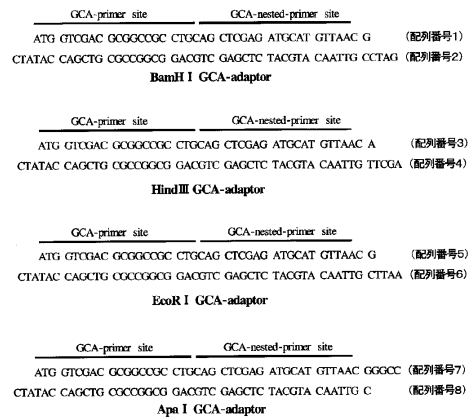 GCA-primer site GCA-nested-primer site
ATG GTCGAC GCGGCCGC CTGCAG CTCGAG ATGCAT GTTAAC G (配列番号1)
CTATAC CAGCTG CGCCGGCG GACGTC GAGCTC TACGTA CAATTG CCTAG (配列番号2)
BamH I GCA-adaptor
GCA-primer site GCA-nested-primer site
ATG GTCGAC GCGGCCGC CTGCAG CTCGAG ATGCAT GTTAAC A (配列番号3)
CTATAC CAGCTG CGCCGGCG GACGTC GAGCTC TACGTA CAATTG TTCGA (配列番号4)
HindIII GCA-adaptor
GCA-primer site GCA-nested-primer site
ATG GTCGAC GCGGCCGC CTGCAG CTCGAG ATGCAT GTTAAC G (配列番号5)
CTATAC CAGCTG CGCCGGCG GACGTC GAGCTC TACGTA CAATTG CTTAA (配列番号6)
EcoR I GCA-adaptor
GCA-primer site GCA-nested-primer site
ATG GTCGAC GCGGCCGC CTGCAG CTCGAG ATGCAT GTTAAC GGGCC (配列番号7)
CTATAC CAGCTG CGCCGGCG GACGTC GAGCTC TACGTA CAATTG C (配列番号8)
Apa I GCA-adaptor